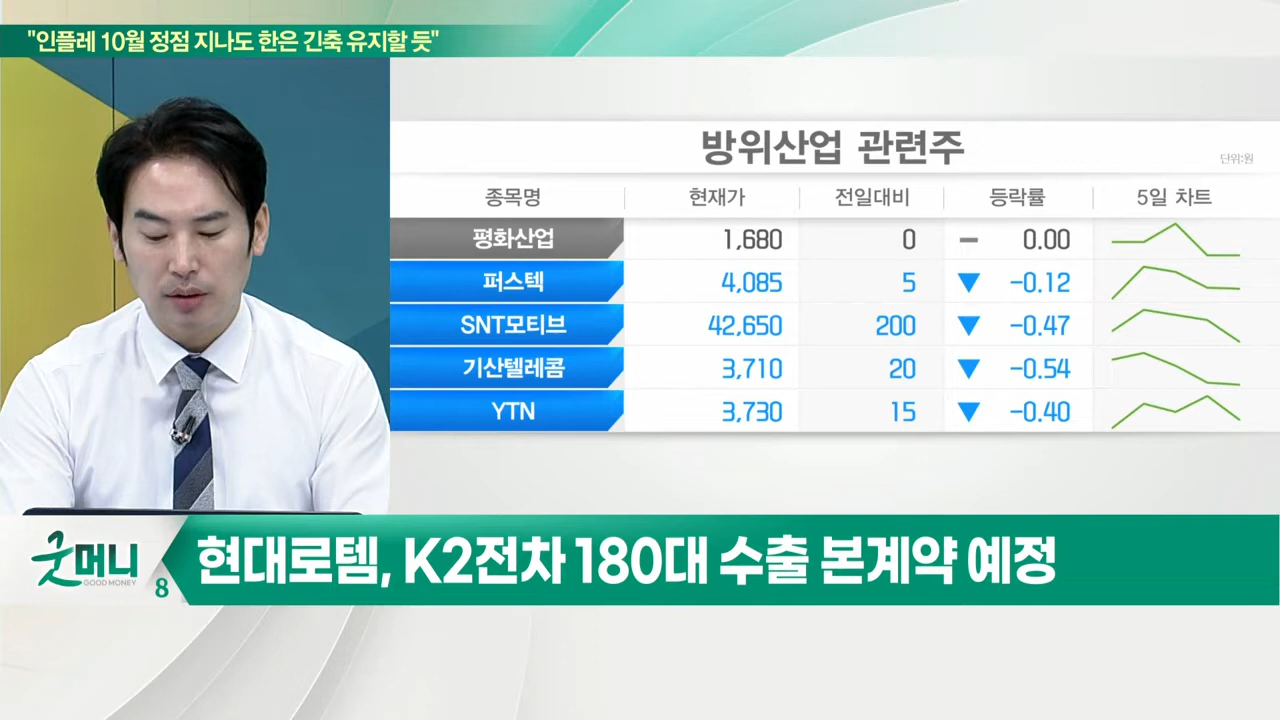 "인플레 10월 정점 지나도 한은 긴축 유지할 듯"
방위산업 관련주
단위:원
종목명 현재가 전일대비 등락률 5일 차트
평화산업 1,680 0 - 0.00
퍼스텍 4,085 5 ▼ -0.12
SNT모티브 42,650 200 ▼ -0.47
기산텔레콤 3,710 20 ▼ -0.54
YTN 3,730 15 ▼ -0.40
굿머니
GOOD MONEY
8
현대로템, K2전차 180대 수출 본계약 예정